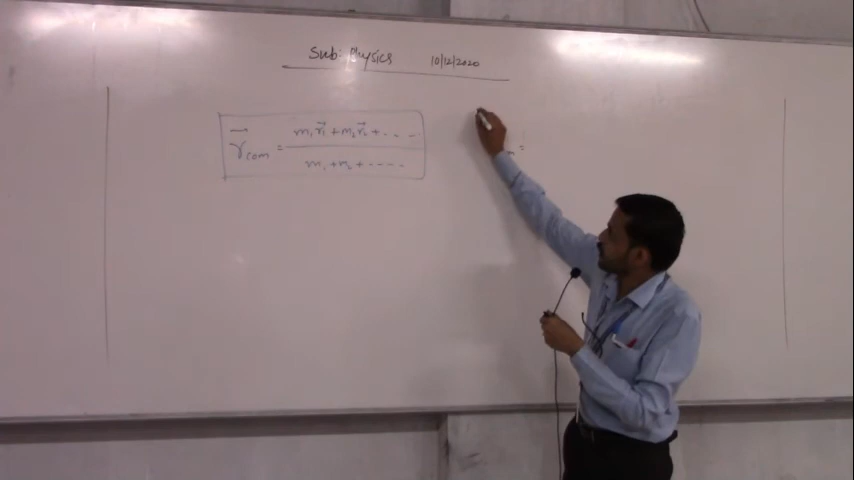 Sub: Physics 10/12/2020
r⃗com = (m₁r⃗₁ + m₂r⃗₂ + ....) / (m₁ + m₂ + ....)
m =